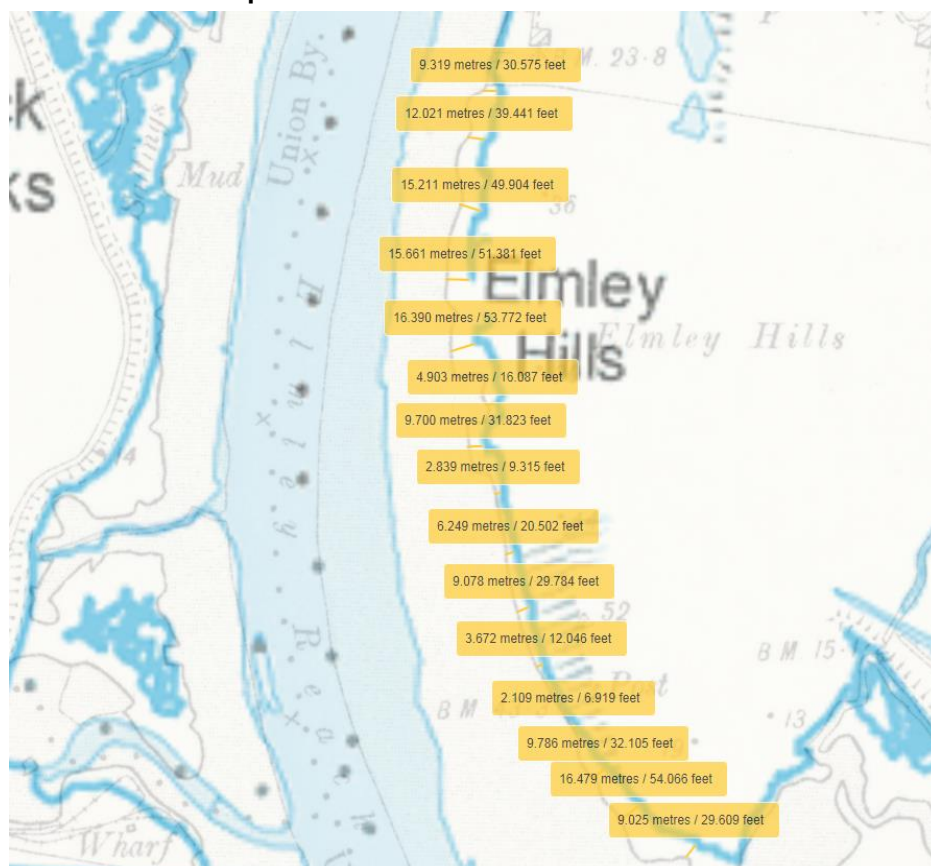 9.319 metres / 30.575 feet
M. 23·8
12.021 metres / 39.441 feet
Union By.
Mud
15.211 metres / 49.904 feet
36
15.661 metres / 51.381 feet
Elmley
Hills
16.390 metres / 53.772 feet
Elmley Hills
4.903 metres / 16.087 feet
9.700 metres / 31.823 feet
2.839 metres / 9.315 feet
6.249 metres / 20.502 feet
9.078 metres / 29.784 feet
52
3.672 metres / 12.046 feet
B M. 15·
2.109 metres / 6.919 feet
Post
B M
13
9.786 metres / 32.105 feet
16.479 metres / 54.066 feet
9.025 metres / 29.609 feet
Elmley Rea
Wharf